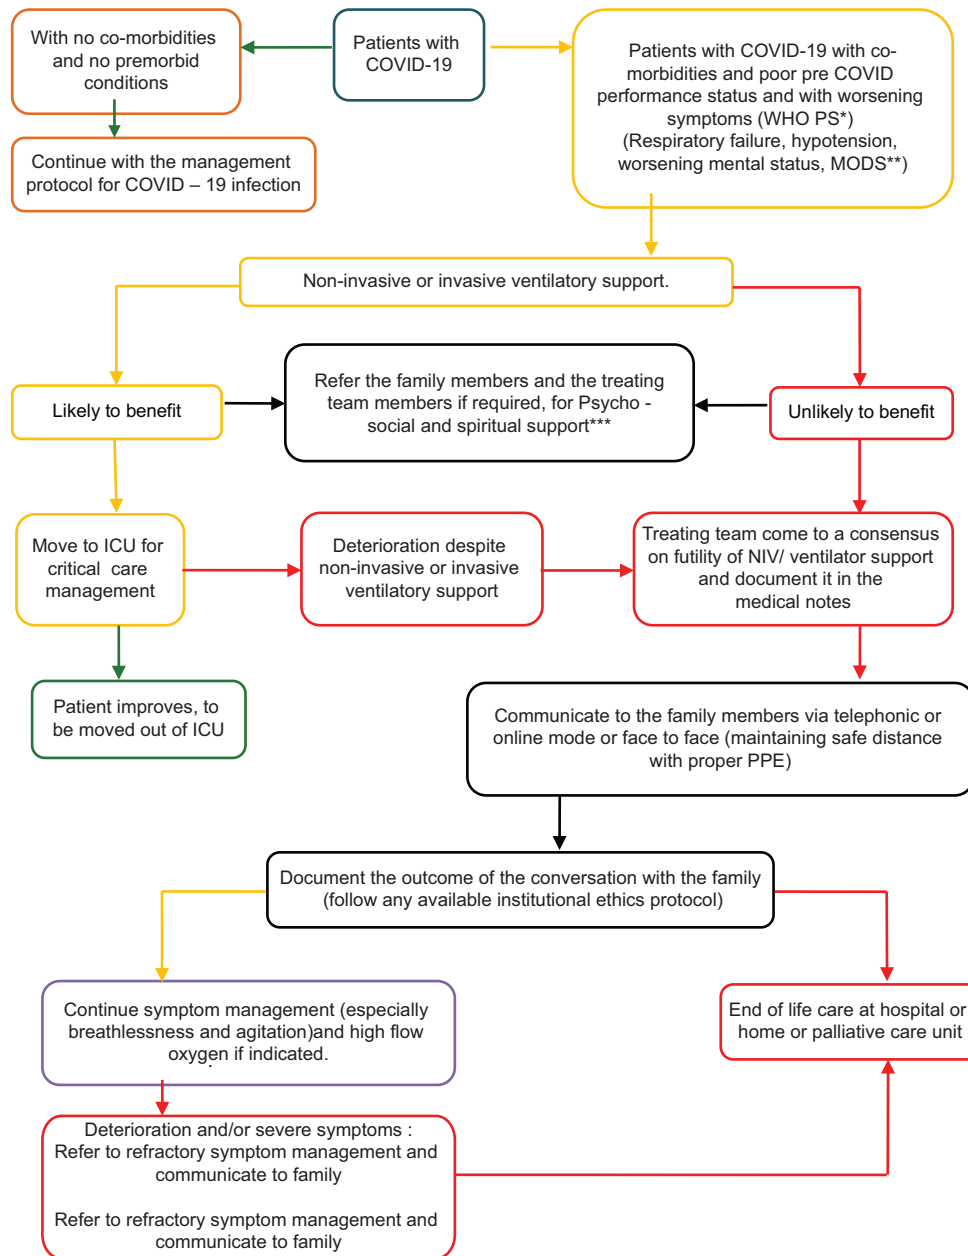 With no co-morbidities
and no premorbid
conditions
Patients with
COVID-19
Patients with COVID-19 with co-
morbidities and poor pre COVID
performance status and with worsening
symptoms (WHO PS*)
(Respiratory failure, hypotension,
worsening mental status, MODS**)
Continue with the management
protocol for COVID – 19 infection
Non-invasive or invasive ventilatory support.
Likely to benefit
Refer the family members and the treating
team members if required, for Psycho -
social and spiritual support***
Unlikely to benefit
Move to ICU for
critical care
management
Deterioration despite
non-invasive or invasive
ventilatory support
Treating team come to a consensus
on futility of NIV/ ventilator support
and document it in the
medical notes
Patient improves, to
be moved out of ICU
Communicate to the family members via telephonic or
online mode or face to face (maintaining safe distance
with proper PPE)
Document the outcome of the conversation with the family
(follow any available institutional ethics protocol)
Continue symptom management (especially
breathlessness and agitation)and high flow
oxygen if indicated.
End of life care at hospital or
home or palliative care unit
Deterioration and/or severe symptoms :
Refer to refractory symptom management and
communicate to family
Refer to refractory symptom management and
communicate to family